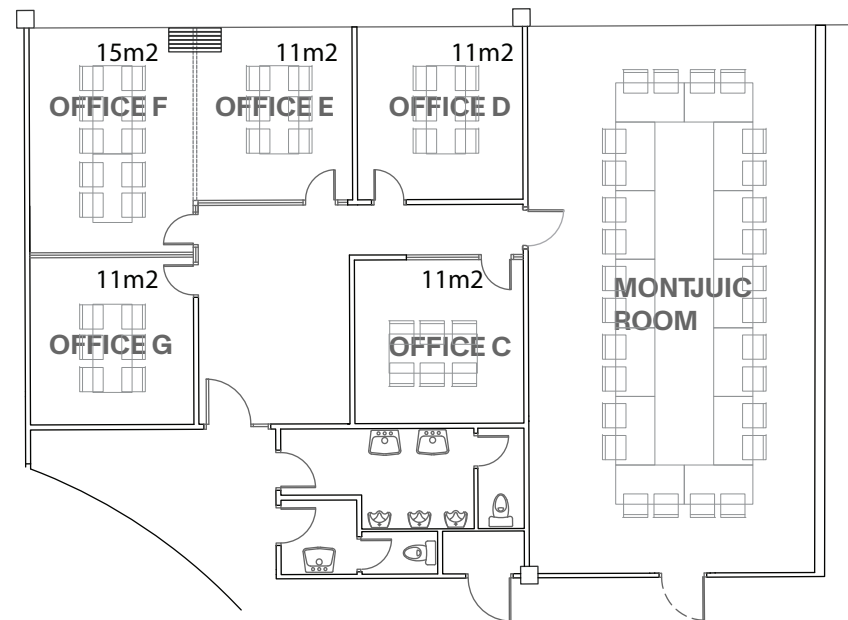 15m2
OFFICE F
11m2
OFFICE E
11m2
OFFICE D
11m2
OFFICE G
11m2
OFFICE C
MONTJUIC
ROOM